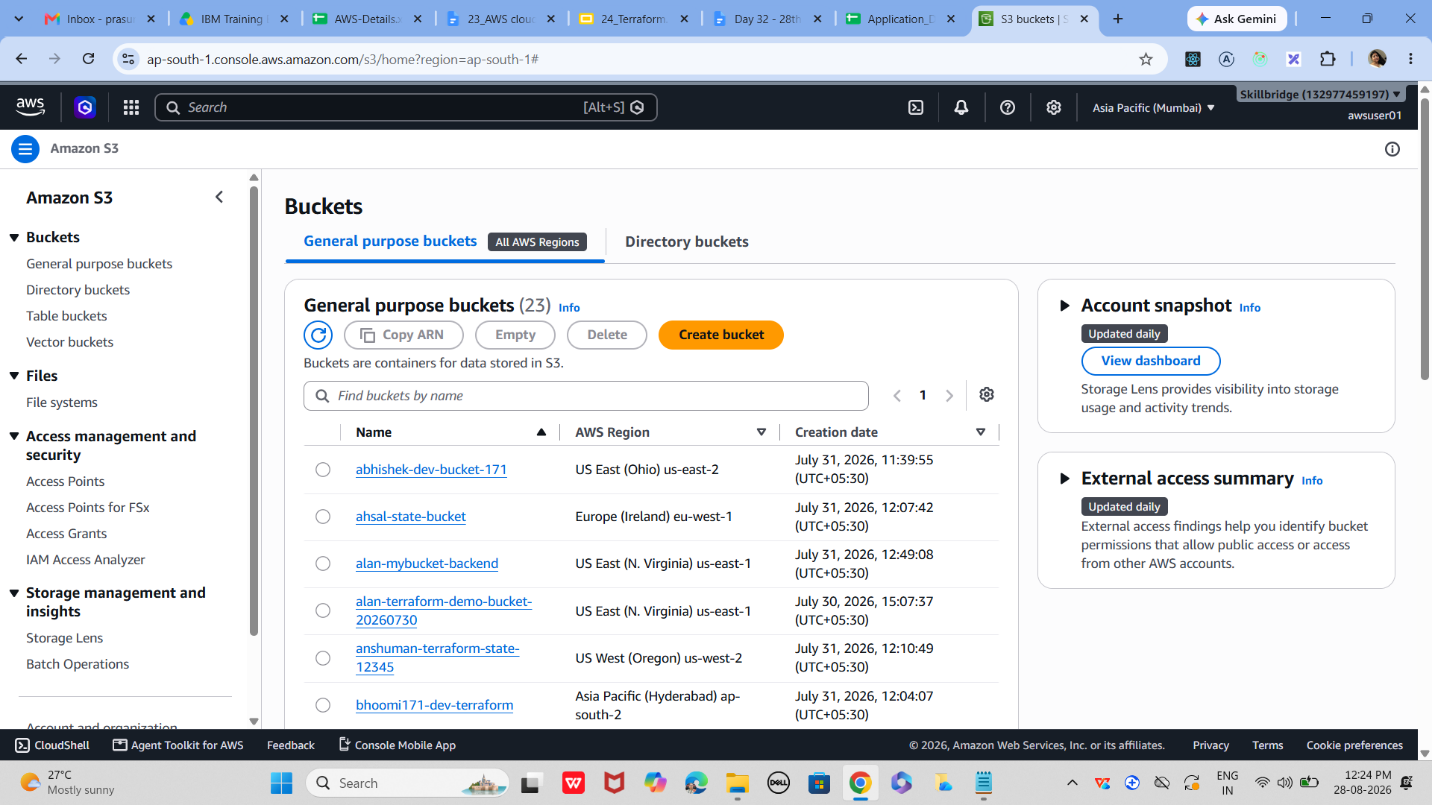 Inbox - prasu
IBM Training
AWS-Details.x
23_AWS clou
24_Terraform
Day 32 - 28th
Application_D
S3 buckets | S
Ask Gemini
ap-south-1.console.aws.amazon.com/s3/home?region=ap-south-1#
aws
Search
[Alt+S]
Asia Pacific (Mumbai)
Skillbridge (132977459197)
awsuser01
Amazon S3
Amazon S3
Buckets
General purpose buckets
Directory buckets
Table buckets
Vector buckets
Files
File systems
Access management and
security
Access Points
Access Points for FSx
Access Grants
IAM Access Analyzer
Storage management and
insights
Storage Lens
Batch Operations
Account and organization
Buckets
General purpose buckets All AWS Regions
Directory buckets
General purpose buckets (23) Info
Copy ARN
Empty
Delete
Create bucket
Buckets are containers for data stored in S3.
Find buckets by name
1
Name
AWS Region
Creation date
abhishek-dev-bucket-171
US East (Ohio) us-east-2
July 31, 2026, 11:39:55
(UTC+05:30)
ahsal-state-bucket
Europe (Ireland) eu-west-1
July 31, 2026, 12:07:42
(UTC+05:30)
alan-mybucket-backend
US East (N. Virginia) us-east-1
July 31, 2026, 12:49:08
(UTC+05:30)
alan-terraform-demo-bucket-
20260730
US East (N. Virginia) us-east-1
July 30, 2026, 15:07:37
(UTC+05:30)
anshuman-terraform-state-
12345
US West (Oregon) us-west-2
July 31, 2026, 12:10:49
(UTC+05:30)
bhoomi171-dev-terraform
Asia Pacific (Hyderabad) ap-
south-2
July 31, 2026, 12:04:07
(UTC+05:30)
Account snapshot Info
Updated daily
View dashboard
Storage Lens provides visibility into storage
usage and activity trends.
External access summary Info
Updated daily
External access findings help you identify bucket
permissions that allow public access or access
from other AWS accounts.
CloudShell
Agent Toolkit for AWS
Feedback
Console Mobile App
© 2026, Amazon Web Services, Inc. or its affiliates.
Privacy
Terms
Cookie preferences
27°C
Mostly sunny
Search
DELL
ENG
IN
12:24 PM
28-08-2026